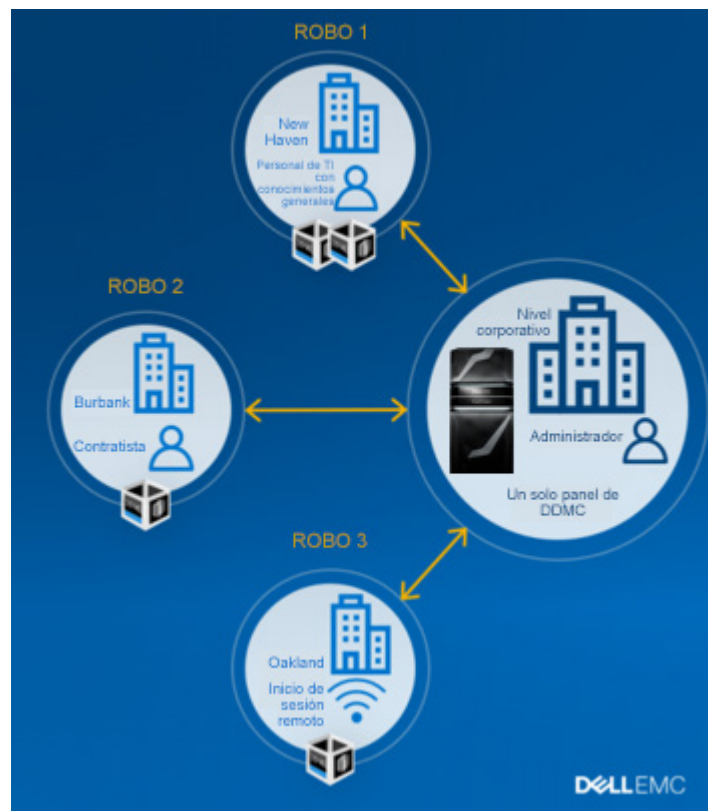 ROBO 1
New
Haven
Personal de TI
con
conocimientos
generales
ROBO 2
Burbank
Contratista
Nivel
corporativo
Administrador
Un solo panel de
DDMC
ROBO 3
Oakland
Inicio de
sesión
remoto
DELLEMC